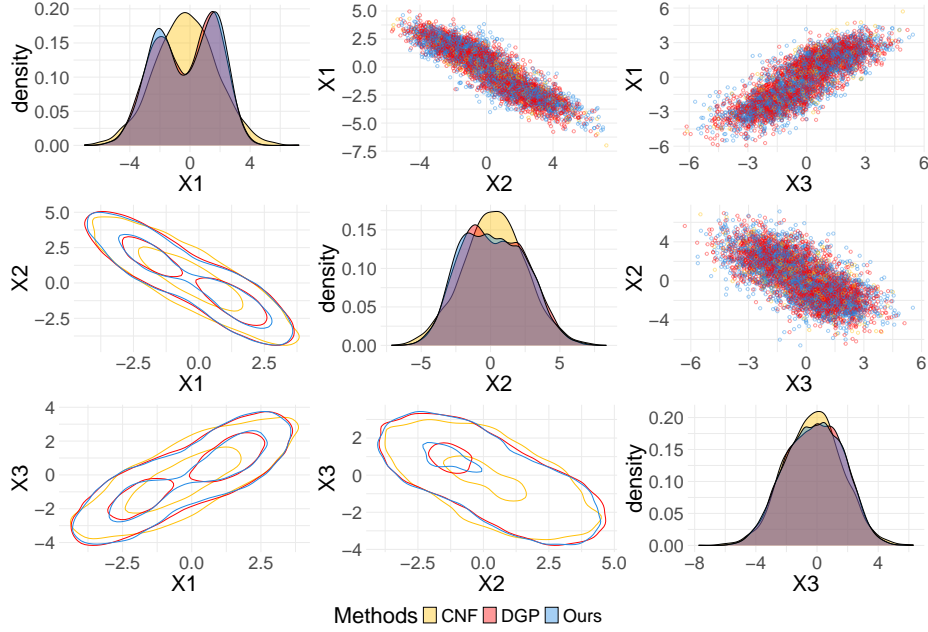 density
0.20
0.15
0.10
0.05
0.00
−4 0 4
X1
X1
5.0
2.5
0.0
−2.5
−5.0
−7.5
−4 0 4
X2
X1
6
3
0
−3
−6
−6 −3 0 3 6
X3
X2
5.0
2.5
0.0
−2.5
−2.5 0.0 2.5
X1
density
0.15
0.10
0.05
0.00
−5 0 5
X2
X2
4
0
−4
−6 −3 0 3 6
X3
X3
4
2
0
−2
−4
−2.5 0.0 2.5
X1
X3
2
0
−2
−4
−2.5 0.0 2.5 5.0
X2
density
0.20
0.15
0.10
0.05
0.00
−8 −4 0 4
X3
Methods CNF DGP Ours